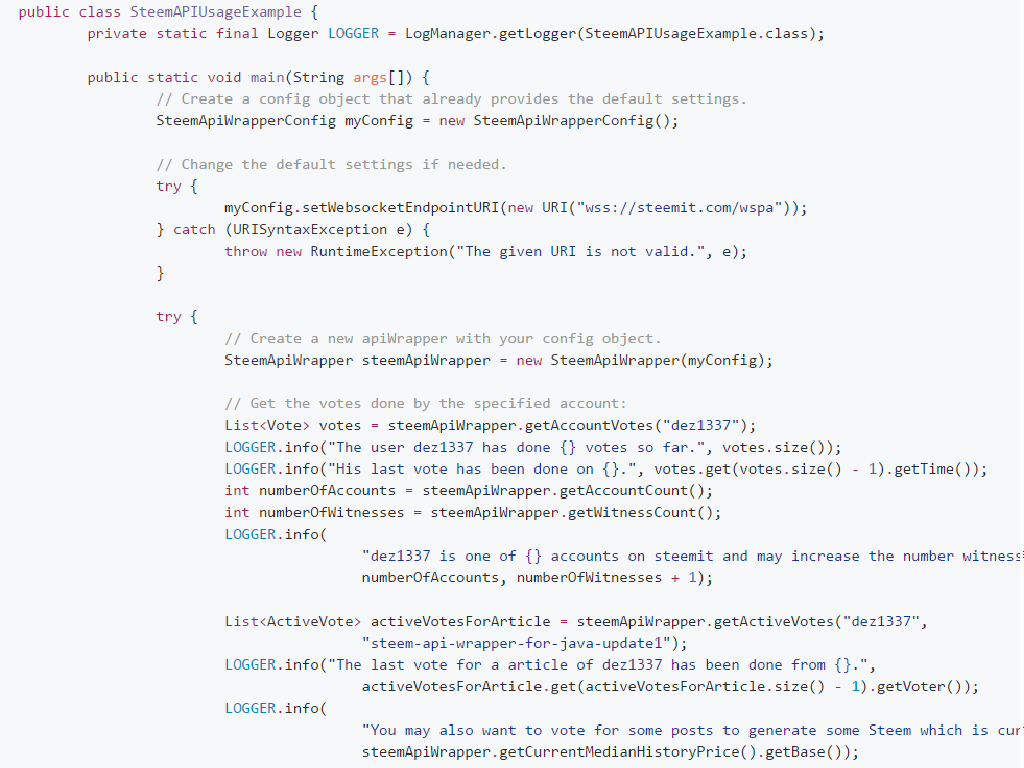 public class SteemAPIUsageExample {
private static final Logger LOGGER = LogManager.getLogger(SteemAPIUsageExample.class);
public static void main(String args[]) {
// Create a config object that already provides the default settings.
SteemApiWrapperConfig myConfig = new SteemApiWrapperConfig();
// Change the default settings if needed.
try {
myConfig.setWebsocketEndpointURI(new URI("wss://steemit.com/wspa"));
} catch (URISyntaxException e) {
throw new RuntimeException("The given URI is not valid.", e);
}
try {
// Create a new apiWrapper with your config object.
SteemApiWrapper steemApiWrapper = new SteemApiWrapper(myConfig);
// Get the votes done by the specified account:
List<Vote> votes = steemApiWrapper.getAccountVotes("dez1337");
LOGGER.info("The user dez1337 has done {} votes so far.", votes.size());
LOGGER.info("His last vote has been done on {}.", votes.get(votes.size() - 1).getTime());
int numberOfAccounts = steemApiWrapper.getAccountCount();
int numberOfWitnesses = steemApiWrapper.getWitnessCount();
LOGGER.info(
"dez1337 is one of {} accounts on steemit and may increase the number witness
numberOfAccounts, numberOfWitnesses + 1);
List<ActiveVote> activeVotesForArticle = steemApiWrapper.getActiveVotes("dez1337",
"steem-api-wrapper-for-java-update1");
LOGGER.info("The last vote for a article of dez1337 has been done from {}.",
activeVotesForArticle.get(activeVotesForArticle.size() - 1).getVoter());
LOGGER.info(
"You may also want to vote for some posts to generate some Steem which is cur
steemApiWrapper.getCurrentMedianHistoryPrice().getBase());